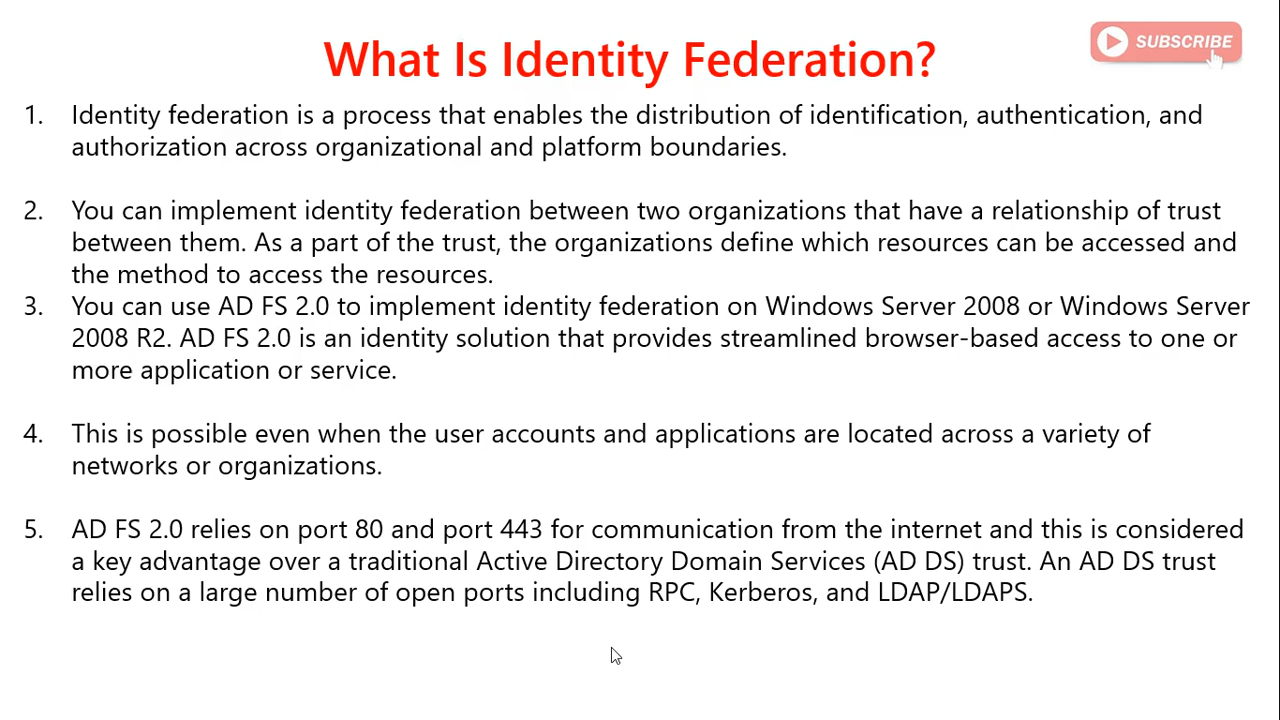 What Is Identity Federation?
SUBSCRIBE
1. Identity federation is a process that enables the distribution of identification, authentication, and
authorization across organizational and platform boundaries.
2. You can implement identity federation between two organizations that have a relationship of trust
between them. As a part of the trust, the organizations define which resources can be accessed and
the method to access the resources.
3. You can use AD FS 2.0 to implement identity federation on Windows Server 2008 or Windows Server
2008 R2. AD FS 2.0 is an identity solution that provides streamlined browser-based access to one or
more application or service.
4. This is possible even when the user accounts and applications are located across a variety of
networks or organizations.
5. AD FS 2.0 relies on port 80 and port 443 for communication from the internet and this is considered
a key advantage over a traditional Active Directory Domain Services (AD DS) trust. An AD DS trust
relies on a large number of open ports including RPC, Kerberos, and LDAP/LDAPS.